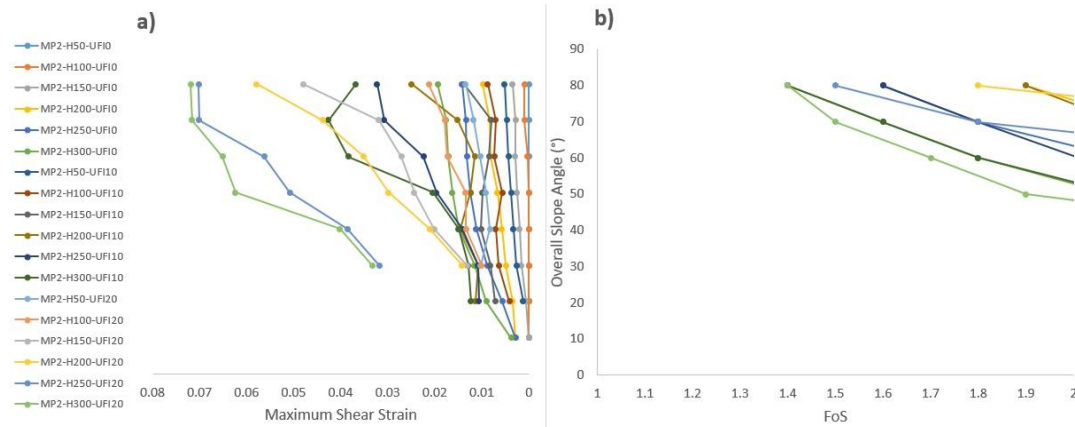 a)
MP2-H50-UFI0
MP2-H100-UFI0
MP2-H150-UFI0
MP2-H200-UFI0
MP2-H250-UFI0
MP2-H300-UFI0
MP2-H50-UFI10
MP2-H100-UFI10
MP2-H150-UFI10
MP2-H200-UFI10
MP2-H250-UFI10
MP2-H300-UFI10
MP2-H50-UFI20
MP2-H100-UFI20
MP2-H150-UFI20
MP2-H200-UFI20
MP2-H250-UFI20
MP2-H300-UFI20
0.08 0.07 0.06 0.05 0.04 0.03 0.02 0.01 0
Maximum Shear Strain
b)
Overall Slope Angle (°)
90
80
70
60
50
40
30
20
10
0
1 1.1 1.2 1.3 1.4 1.5 1.6 1.7 1.8 1.9 2
FoS